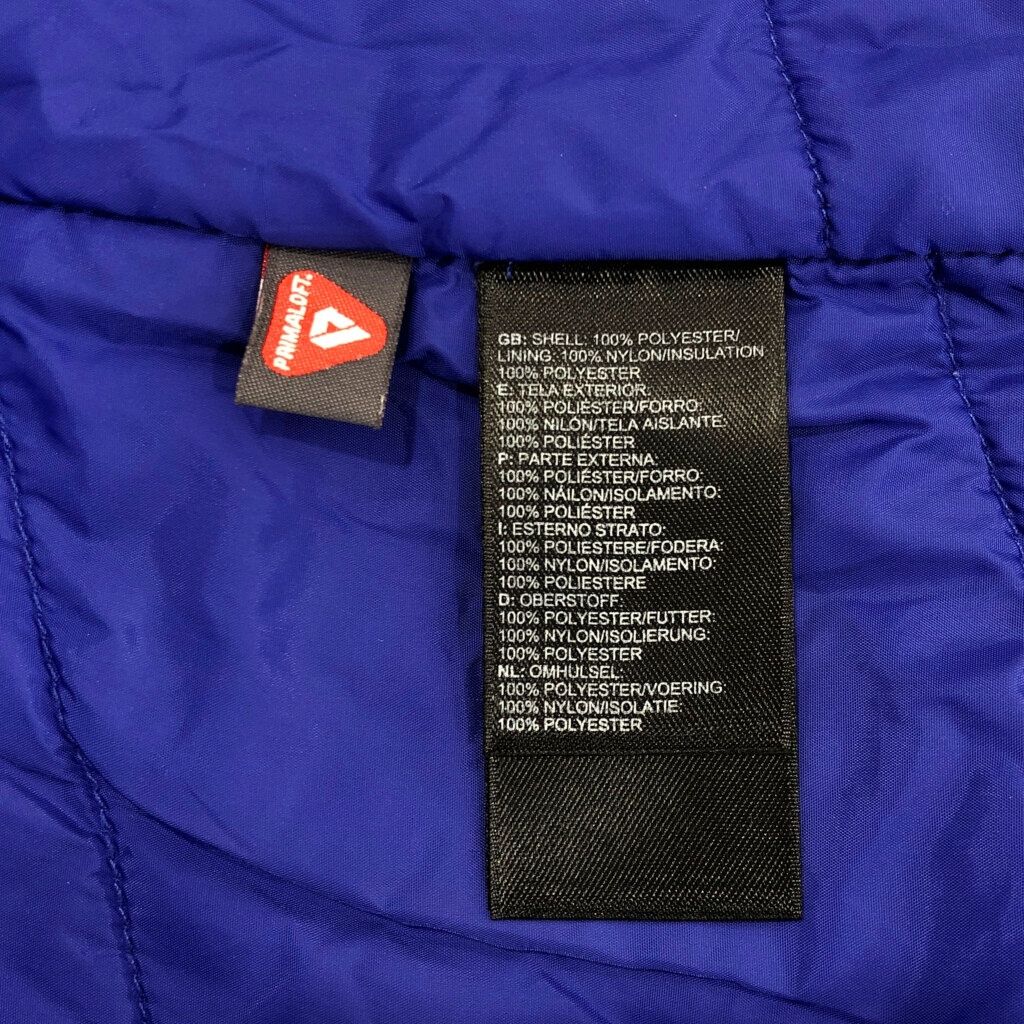 PRIMALOFT®
GB: SHELL: 100% POLYESTER/
LINING: 100% NYLON/INSULATION
100% POLYESTER
E: TELA EXTERIOR:
100% POLIÉSTER/FORRO:
100% NILÓN/TELA AISLANTE:
100% POLIÉSTER
P: PARTE EXTERNA:
100% POLIÉSTER/FORRO:
100% NÁILON/ISOLAMENTO:
100% POLIÉSTER
I: ESTERNO STRATO:
100% POLIESTERE/FODERA:
100% NYLON/ISOLAMENTO:
100% POLIESTERE
D: OBERSTOFF:
100% POLYESTER/FUTTER:
100% NYLON/ISOLIERUNG:
100% POLYESTER
NL: OMHULSEL:
100% POLYESTER/VOERING:
100% NYLON/ISOLATIE:
100% POLYESTER